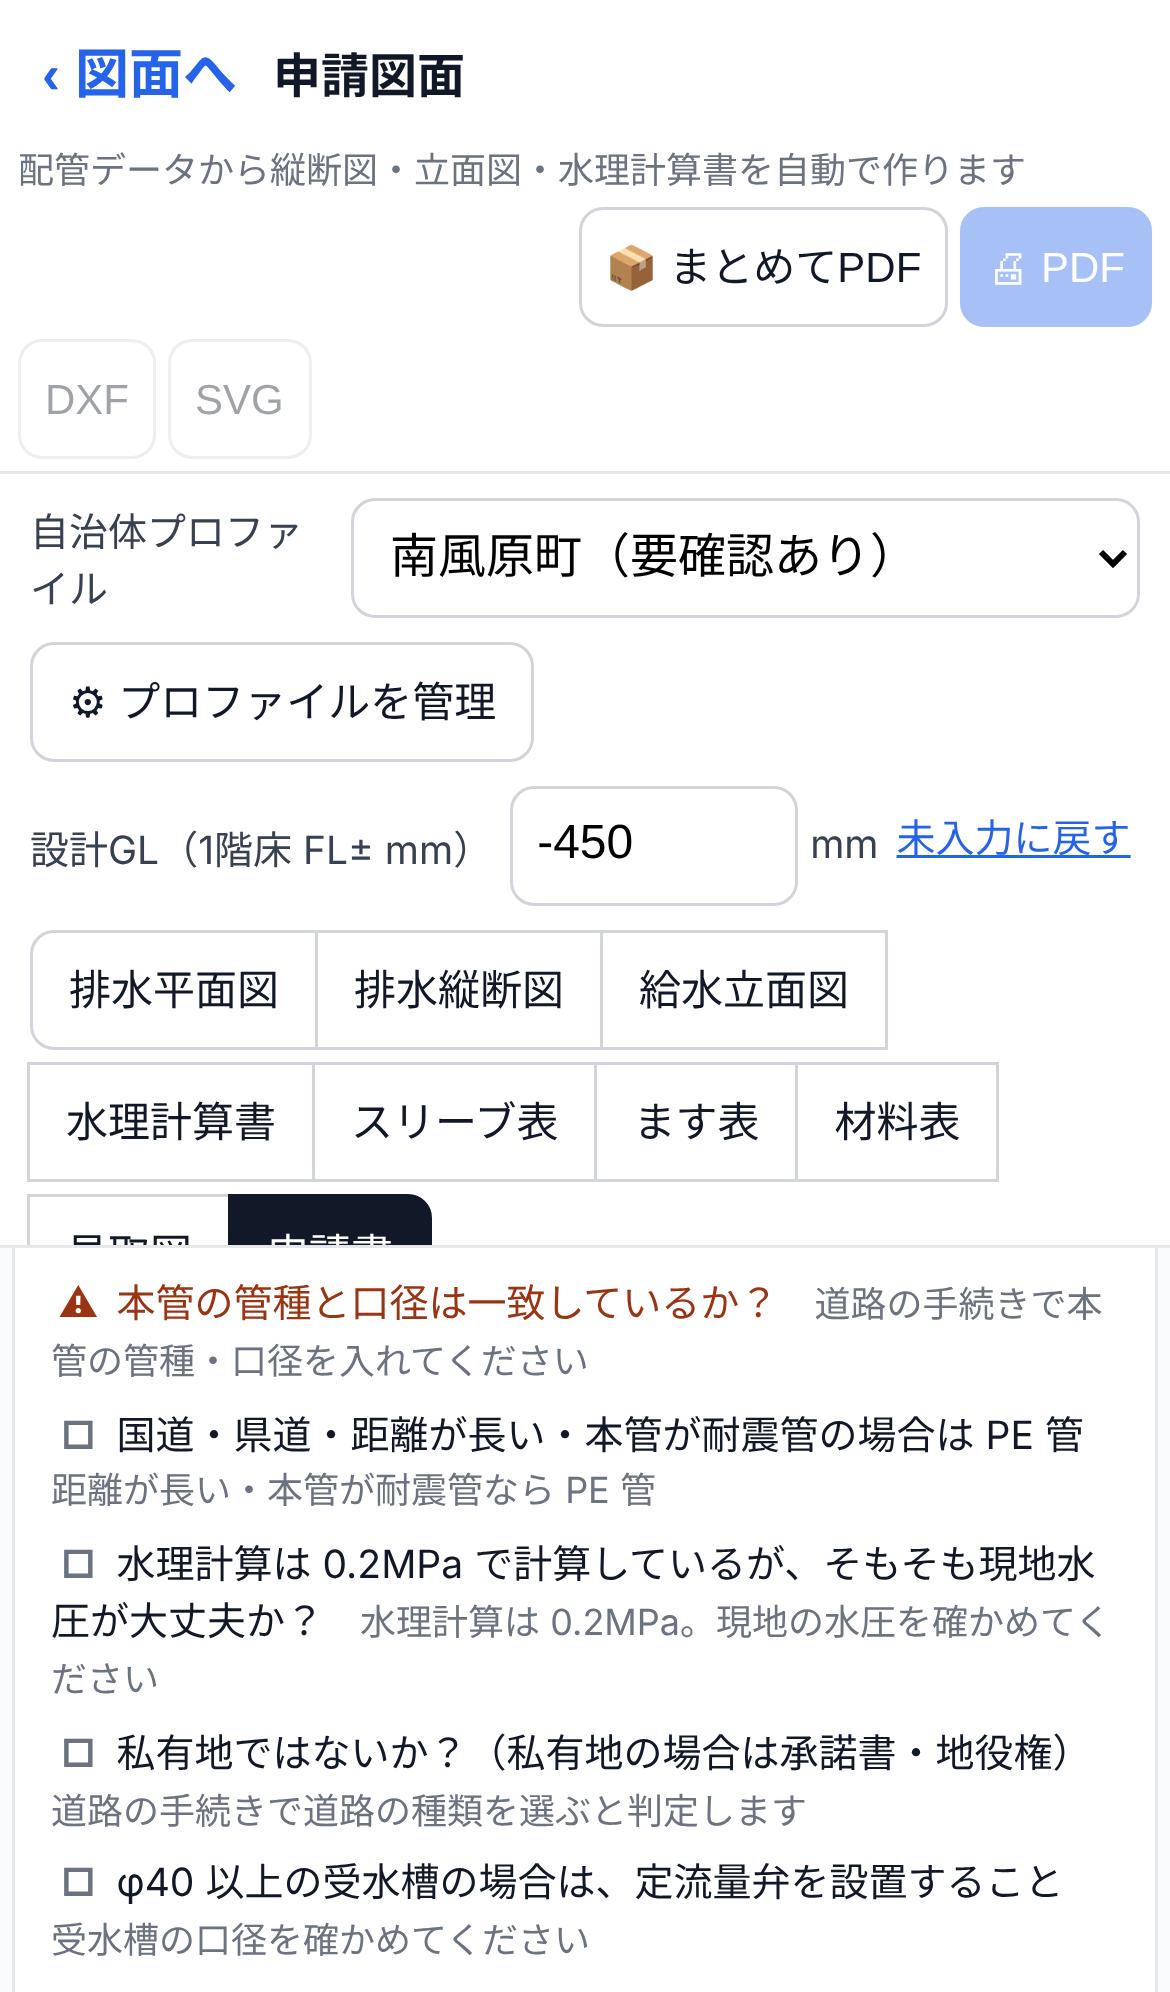 ‹ 図面へ 申請図面
配管データから縦断図・立面図・水理計算書を自動で作ります
📦 まとめてPDF 🖨 PDF
DXF SVG
自治体プロファ
イル
南風原町（要確認あり）
⚙ プロファイルを管理
設計GL（1階床 FL± mm） -450 mm 未入力に戻す
排水平面図 排水縦断図 給水立面図
水理計算書 スリーブ表 ます表 材料表
見取図 申請書
⚠ 本管の管種と口径は一致しているか？ 道路の手続きで本
管の管種・口径を入れてください
☐ 国道・県道・距離が長い・本管が耐震管の場合は PE 管
距離が長い・本管が耐震管なら PE 管
☐ 水理計算は 0.2MPa で計算しているが、そもそも現地水
圧が大丈夫か？ 水理計算は 0.2MPa。現地の水圧を確かめてく
ださい
☐ 私有地ではないか？（私有地の場合は承諾書・地役権）
道路の手続きで道路の種類を選ぶと判定します
☐ φ40 以上の受水槽の場合は、定流量弁を設置すること
受水槽の口径を確かめてください